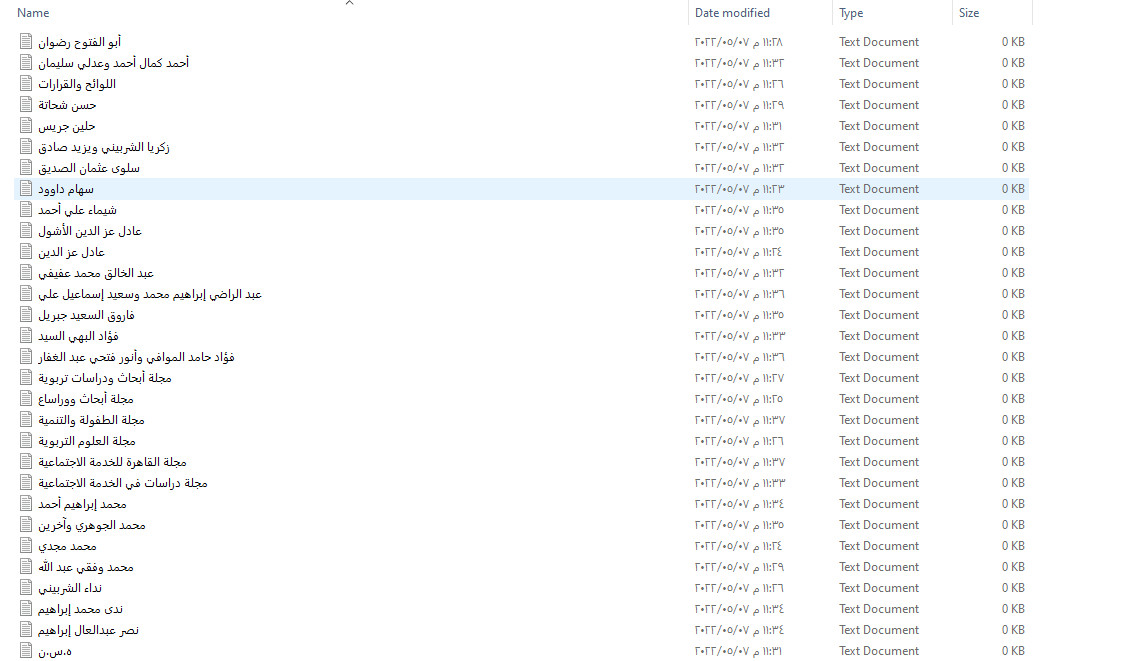 Name Date modified Type Size
أبو الفتوح رضوان ٢٠٢٢/٠٥/٠٧ ١١:٢٨ م Text Document 0 KB
أحمد كمال أحمد وعدلي سليمان ٢٠٢٢/٠٥/٠٧ ١١:٣٢ م Text Document 0 KB
اللوائح والقرارات ٢٠٢٢/٠٥/٠٧ ١١:٢٦ م Text Document 0 KB
حسن شحاتة ٢٠٢٢/٠٥/٠٧ ١١:٢٩ م Text Document 0 KB
حلين جريس ٢٠٢٢/٠٥/٠٧ ١١:٣١ م Text Document 0 KB
زكريا الشربيني ويزيد صادق ٢٠٢٢/٠٥/٠٧ ١١:٣٢ م Text Document 0 KB
سلوى عثمان الصديق ٢٠٢٢/٠٥/٠٧ ١١:٣٢ م Text Document 0 KB
سهام داوود ٢٠٢٢/٠٥/٠٧ ١١:٢٣ م Text Document 0 KB
شيماء علي أحمد ٢٠٢٢/٠٥/٠٧ ١١:٣٥ م Text Document 0 KB
عادل عز الدين الأشول ٢٠٢٢/٠٥/٠٧ ١١:٣٥ م Text Document 0 KB
عادل عز الدين ٢٠٢٢/٠٥/٠٧ ١١:٢٤ م Text Document 0 KB
عبد الخالق محمد عفيفي ٢٠٢٢/٠٥/٠٧ ١١:٣٢ م Text Document 0 KB
عبد الراضي إبراهيم محمد وسعيد إسماعيل علي ٢٠٢٢/٠٥/٠٧ ١١:٣٦ م Text Document 0 KB
فاروق السعيد جبريل ٢٠٢٢/٠٥/٠٧ ١١:٣٥ م Text Document 0 KB
فؤاد البهي السيد ٢٠٢٢/٠٥/٠٧ ١١:٣٣ م Text Document 0 KB
فؤاد حامد الموافي وأنور فتحي عبد الغفار ٢٠٢٢/٠٥/٠٧ ١١:٣٦ م Text Document 0 KB
مجلة أبحاث ودراسات تربوية ٢٠٢٢/٠٥/٠٧ ١١:٢٧ م Text Document 0 KB
مجلة أبحاث ووراساع ٢٠٢٢/٠٥/٠٧ ١١:٢٥ م Text Document 0 KB
مجلة الطفولة والتنمية ٢٠٢٢/٠٥/٠٧ ١١:٣٧ م Text Document 0 KB
مجلة العلوم التربوية ٢٠٢٢/٠٥/٠٧ ١١:٢٦ م Text Document 0 KB
مجلة القاهرة للخدمة الاجتماعية ٢٠٢٢/٠٥/٠٧ ١١:٣٧ م Text Document 0 KB
مجلة دراسات في الخدمة الاجتماعية ٢٠٢٢/٠٥/٠٧ ١١:٣٣ م Text Document 0 KB
محمد إبراهيم أحمد ٢٠٢٢/٠٥/٠٧ ١١:٣٤ م Text Document 0 KB
محمد الجوهري وآخرين ٢٠٢٢/٠٥/٠٧ ١١:٣٥ م Text Document 0 KB
محمد مجدي ٢٠٢٢/٠٥/٠٧ ١١:٢٤ م Text Document 0 KB
محمد وفقي عبد الله ٢٠٢٢/٠٥/٠٧ ١١:٢٩ م Text Document 0 KB
نداء الشربيني ٢٠٢٢/٠٥/٠٧ ١١:٢٦ م Text Document 0 KB
ندى محمد إبراهيم ٢٠٢٢/٠٥/٠٧ ١١:٣٤ م Text Document 0 KB
نصر عبدالعال إبراهيم ٢٠٢٢/٠٥/٠٧ ١١:٣٤ م Text Document 0 KB
ه.س.ن ٢٠٢٢/٠٥/٠٧ ١١:٣١ م Text Document 0 KB